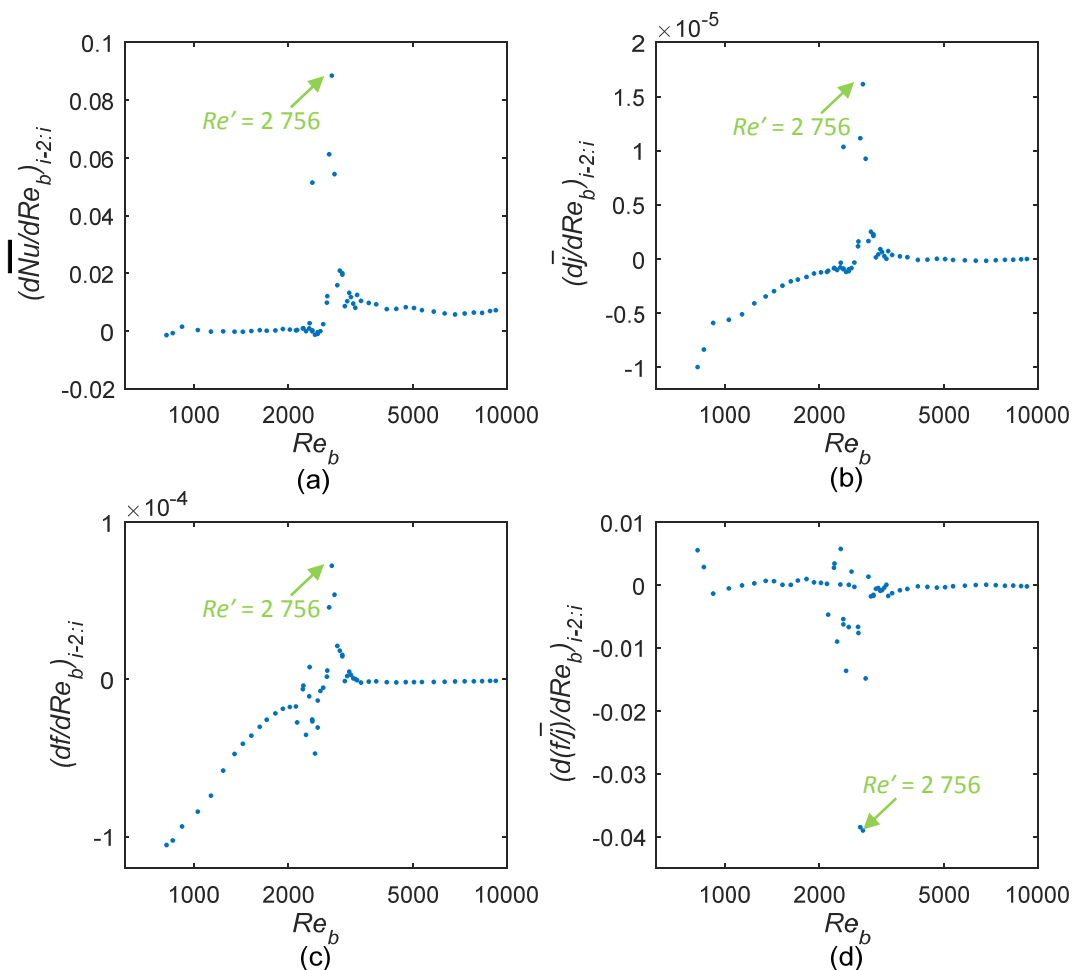 0.1
0.08
0.06
0.04
0.02
0
-0.02
1000 2000 5000 10000
Re′ = 2 756
(dN̅u̅/dRe_b)_{i-2:i}
Re_b
(a)
×10^{-5}
2
1.5
1
0.5
0
-0.5
-1
1000 2000 5000 10000
Re′ = 2 756
(dj̅/dRe_b)_{i-2:i}
Re_b
(b)
×10^{-4}
1
0
-1
1000 2000 5000 10000
Re′ = 2 756
(df/dRe_b)_{i-2:i}
Re_b
(c)
0.01
0
-0.01
-0.02
-0.03
-0.04
1000 2000 5000 10000
Re′ = 2 756
(d(f/j̅)/dRe_b)_{i-2:i}
Re_b
(d)